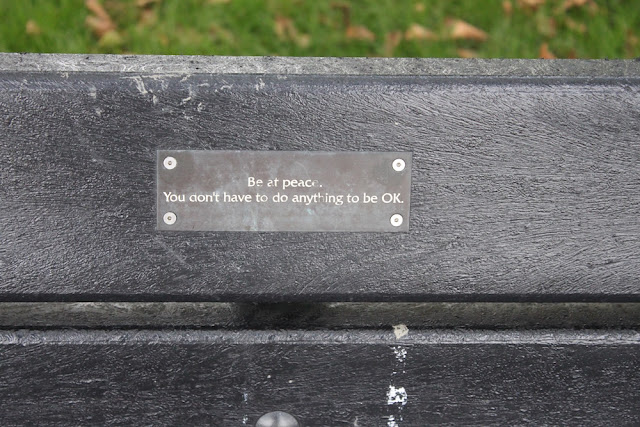 Be at peace.
You don't have to do anything to be OK.